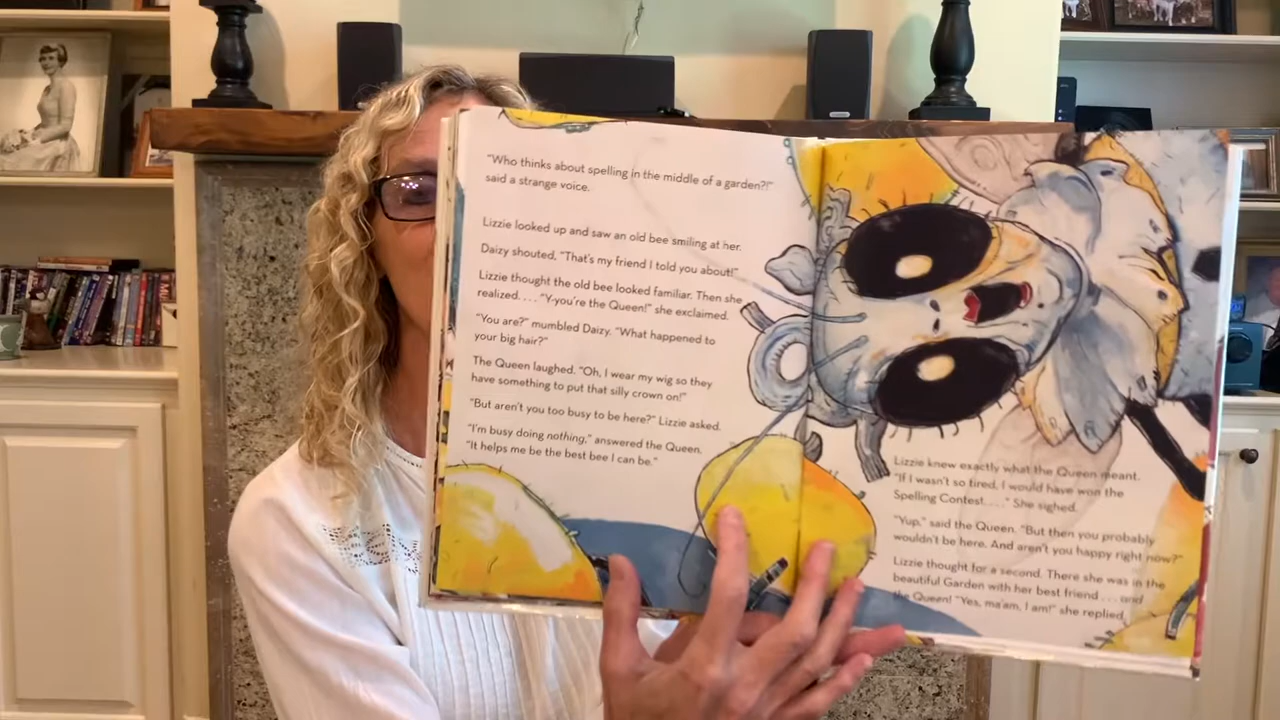 "Who thinks about spelling in the middle of a garden?!"
said a strange voice.
Lizzie looked up and saw an old bee smiling at her.
Daizy shouted, "That's my friend I told you about!"
Lizzie thought the old bee looked familiar. Then she
realized. . . . "Y-you're the Queen!" she exclaimed.
"You are?" mumbled Daizy. "What happened to
your big hair?"
The Queen laughed. "Oh, I wear my wig so they
have something to put that silly crown on!"
"But aren't you too busy to be here?" Lizzie asked.
"I'm busy doing nothing," answered the Queen.
"It helps me be the best bee I can be."
Lizzie knew exactly what the Queen meant.
"If I wasn't so tired, I would have won the
Spelling Contest. . . ." She sighed.
"Yup," said the Queen. "But then you probably
wouldn't be here. And aren't you happy right now?"
Lizzie thought for a second. There she was in the
beautiful Garden with her best friend . . . and
the Queen! "Yes, ma'am, I am!" she replied.